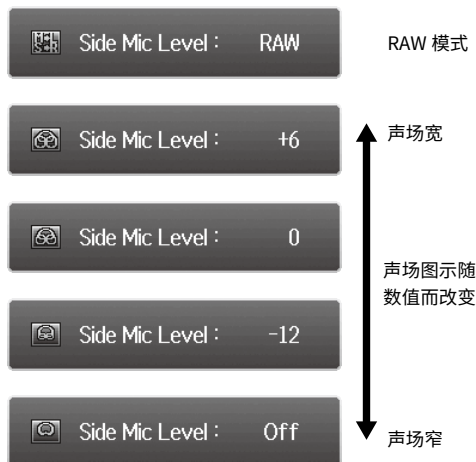 Side Mic Level : RAW
RAW 模式
声场宽
Side Mic Level : +6
Side Mic Level : 0
声场图示随
数值而改变
Side Mic Level : -12
Side Mic Level : Off
声场窄